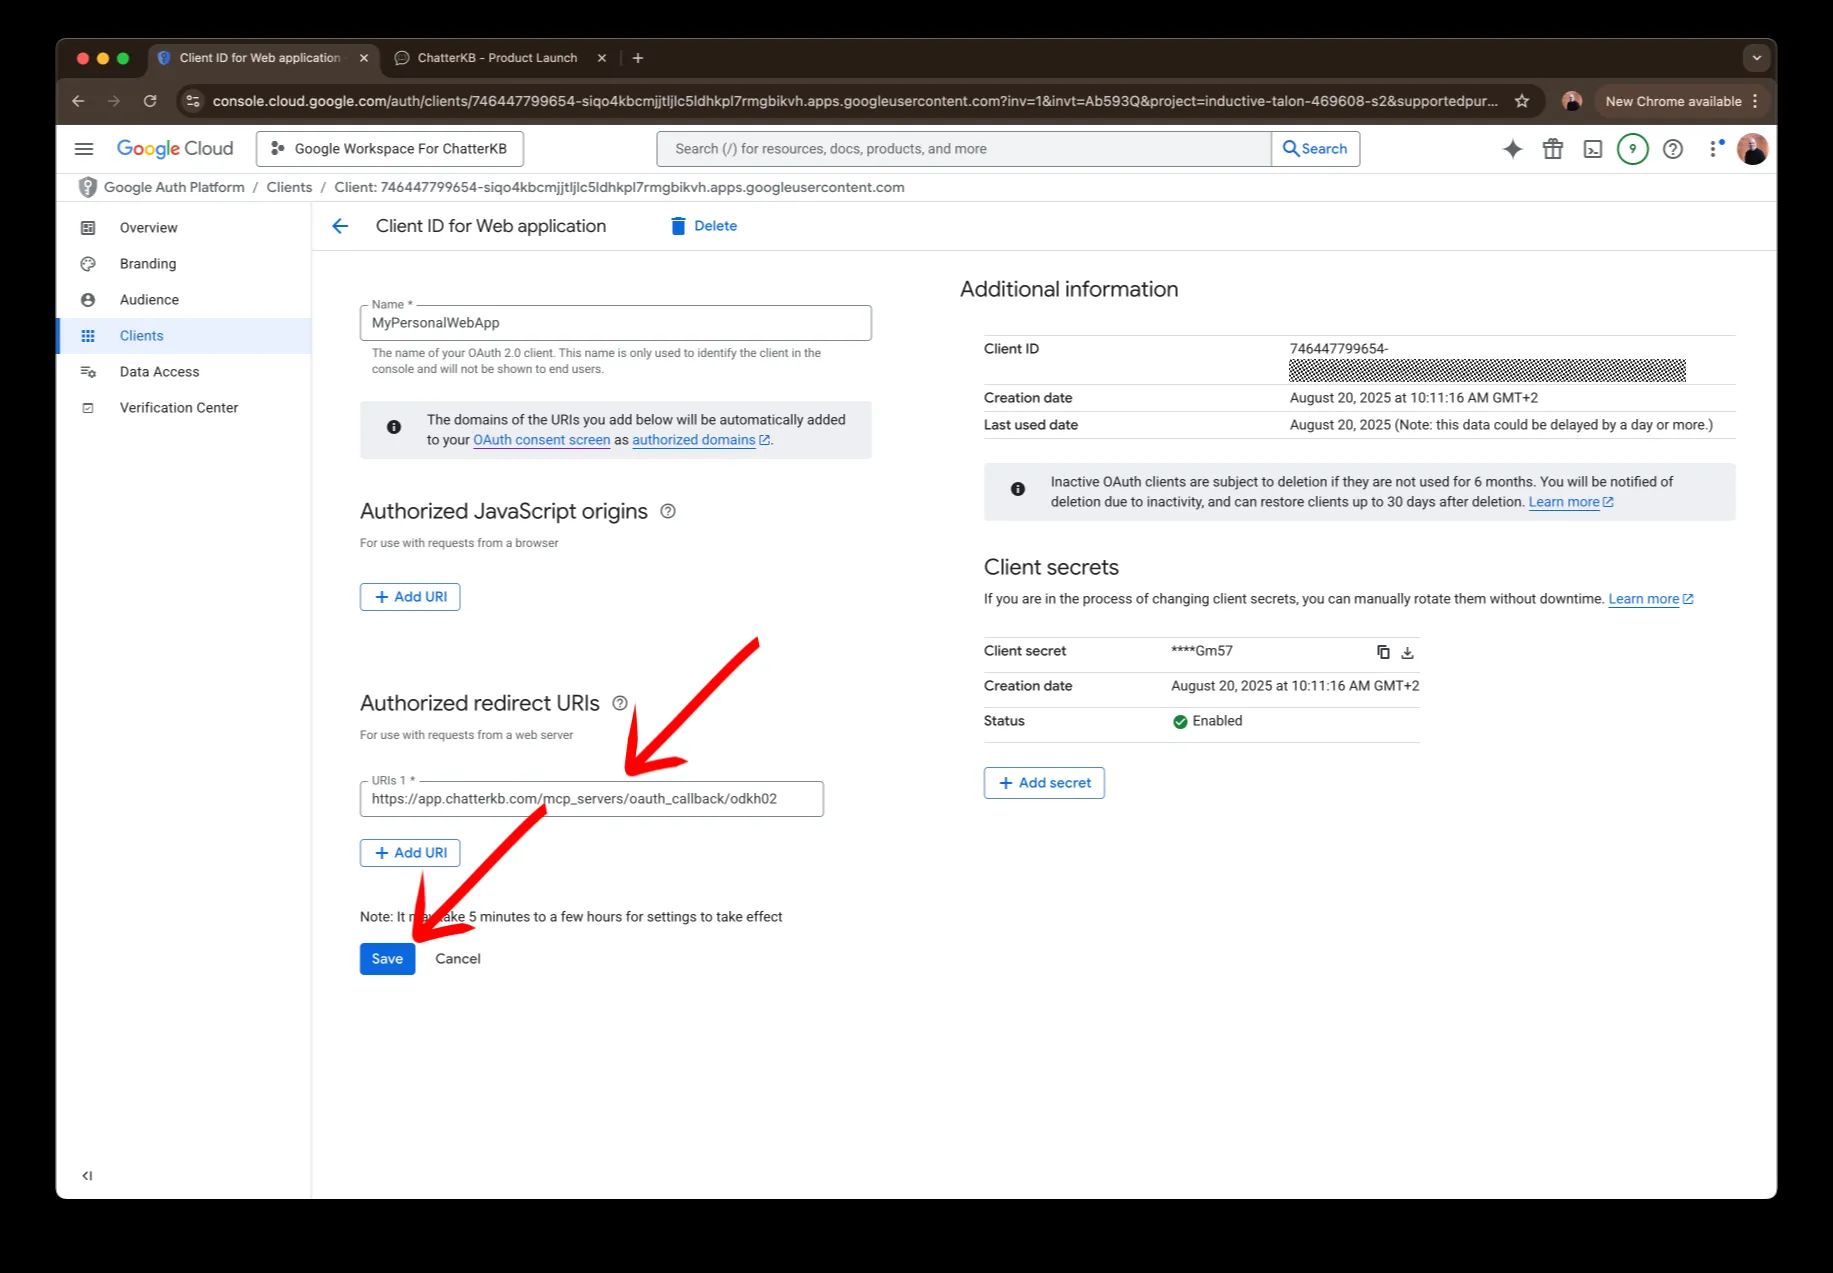 Client ID for Web application
ChatterKB - Product Launch
console.cloud.google.com/auth/clients/746447799654-siqo4kbcmjjtljlc5ldhkpl7rmgbikvh.apps.googleusercontent.com?inv=1&invt=Ab593Q&project=inductive-talon-469608-s2&supportedpur...
New Chrome available
Google Cloud
Google Workspace For ChatterKB
Search (/) for resources, docs, products, and more
Search
9
Google Auth Platform / Clients / Client: 746447799654-siqo4kbcmjjtljlc5ldhkpl7rmgbikvh.apps.googleusercontent.com
Overview
Branding
Audience
Clients
Data Access
Verification Center
Client ID for Web application
Delete
Name *
MyPersonalWebApp
The name of your OAuth 2.0 client. This name is only used to identify the client in the
console and will not be shown to end users.
The domains of the URIs you add below will be automatically added
to your OAuth consent screen as authorized domains.
Authorized JavaScript origins
For use with requests from a browser
+ Add URI
Authorized redirect URIs
For use with requests from a web server
URIs 1 *
https://app.chatterkb.com/mcp_servers/oauth_callback/odkh02
+ Add URI
Note: It may take 5 minutes to a few hours for settings to take effect
Save
Cancel
Additional information
Client ID
746447799654-
Creation date
August 20, 2025 at 10:11:16 AM GMT+2
Last used date
August 20, 2025 (Note: this data could be delayed by a day or more.)
Inactive OAuth clients are subject to deletion if they are not used for 6 months. You will be notified of
deletion due to inactivity, and can restore clients up to 30 days after deletion. Learn more
Client secrets
If you are in the process of changing client secrets, you can manually rotate them without downtime. Learn more
Client secret
****Gm57
Creation date
August 20, 2025 at 10:11:16 AM GMT+2
Status
Enabled
+ Add secret